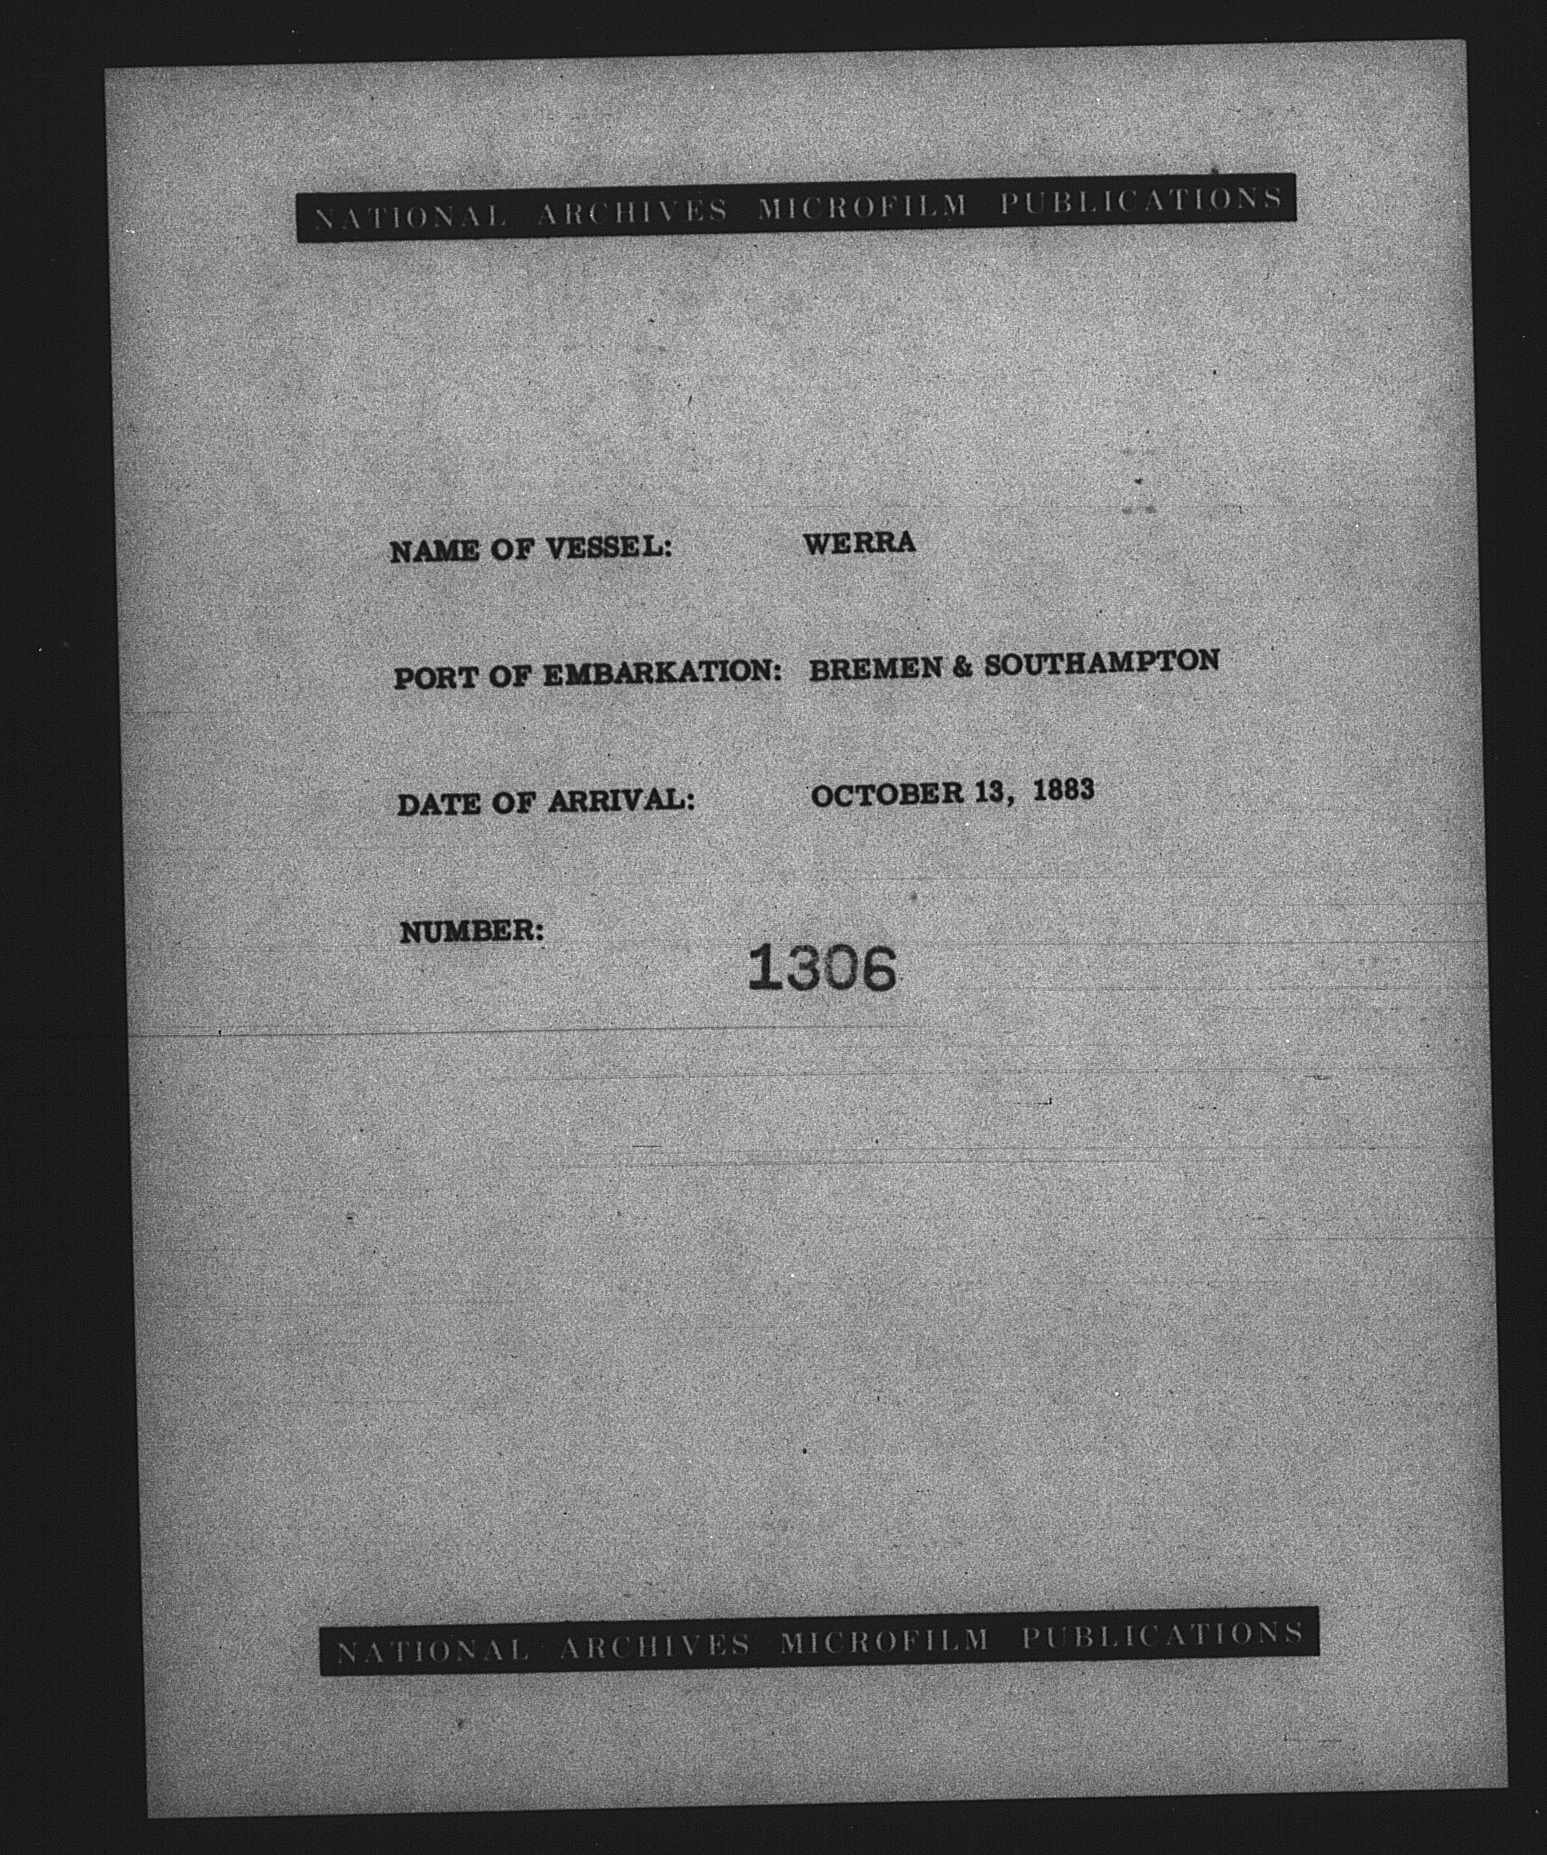 NATIONAL ARCHIVES MICROFILM PUBLICATIONS
NAME OF VESSEL: WERRA
PORT OF EMBARKATION: BREMEN & SOUTHAMPTON
DATE OF ARRIVAL: OCTOBER 13, 1883
NUMBER:
1306
NATIONAL ARCHIVES MICROFILM PUBLICATIONS